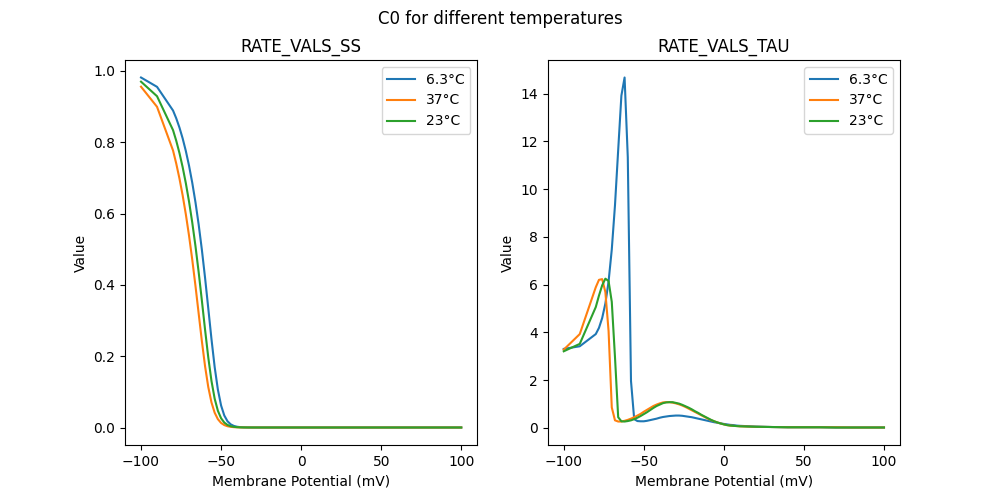 C0 for different temperatures
RATE_VALS_SS
RATE_VALS_TAU
Value
1.0
0.8
0.6
0.4
0.2
0.0
6.3°C
37°C
23°C
−100
−50
0
50
100
Membrane Potential (mV)
Value
14
12
10
8
6
4
2
0
6.3°C
37°C
23°C
−100
−50
0
50
100
Membrane Potential (mV)